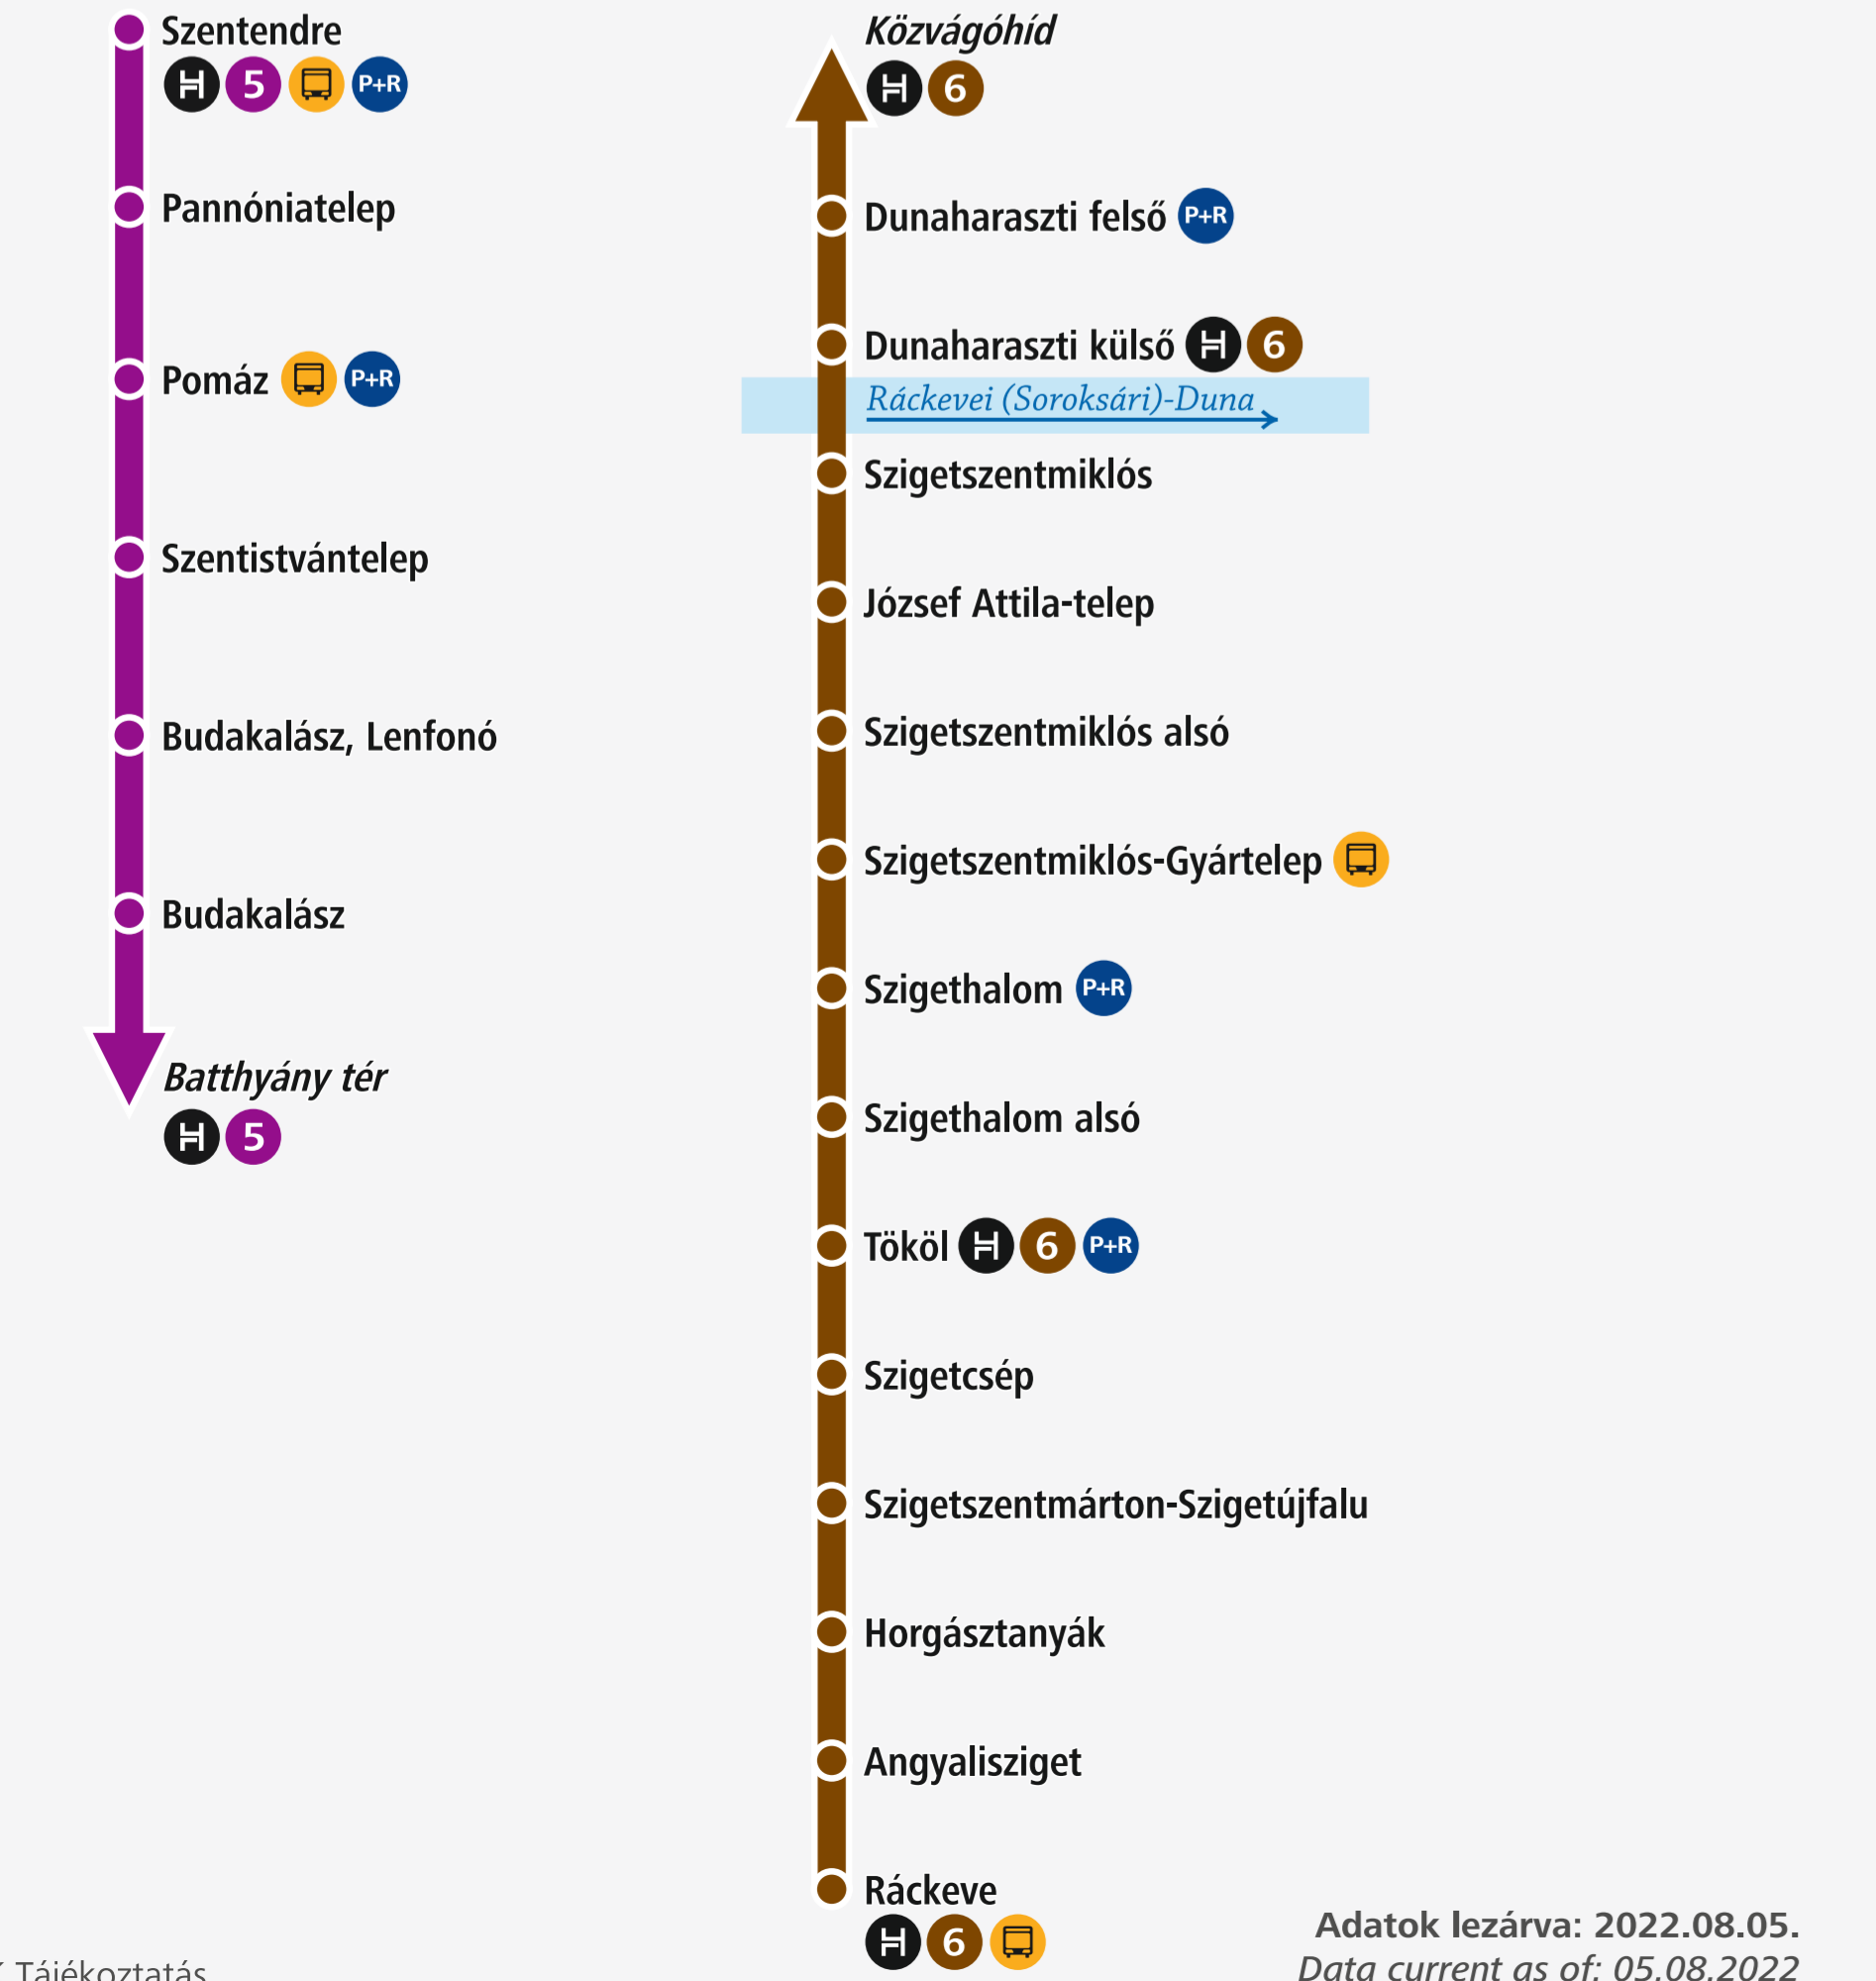 Szentendre
H 5 P+R
Pannóniatelep
Pomáz P+R
Szentistvántelep
Budakalász, Lenfonó
Budakalász
Batthyány tér
H 5
Közvágóhíd
H 6
Dunaharaszti felső P+R
Dunaharaszti külső H 6
Ráckevei (Soroksári)-Duna
Szigetszentmiklós
József Attila-telep
Szigetszentmiklós alsó
Szigetszentmiklós-Gyártelep
Szigethalom P+R
Szigethalom alsó
Tököl H 6 P+R
Szigetcsép
Szigetszentmárton-Szigetújfalu
Horgásztanyák
Angyalisziget
Ráckeve
H 6
Adatok lezárva: 2022.08.05.
Data current as of: 05.08.2022
Tájékoztatás